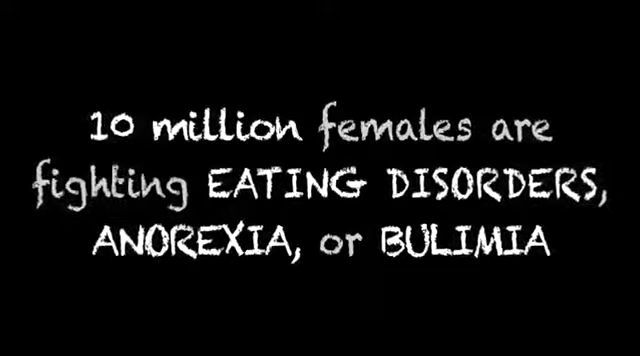 10 million females are
fighting EATING DISORDERS,
ANOREXIA, or BULIMIA